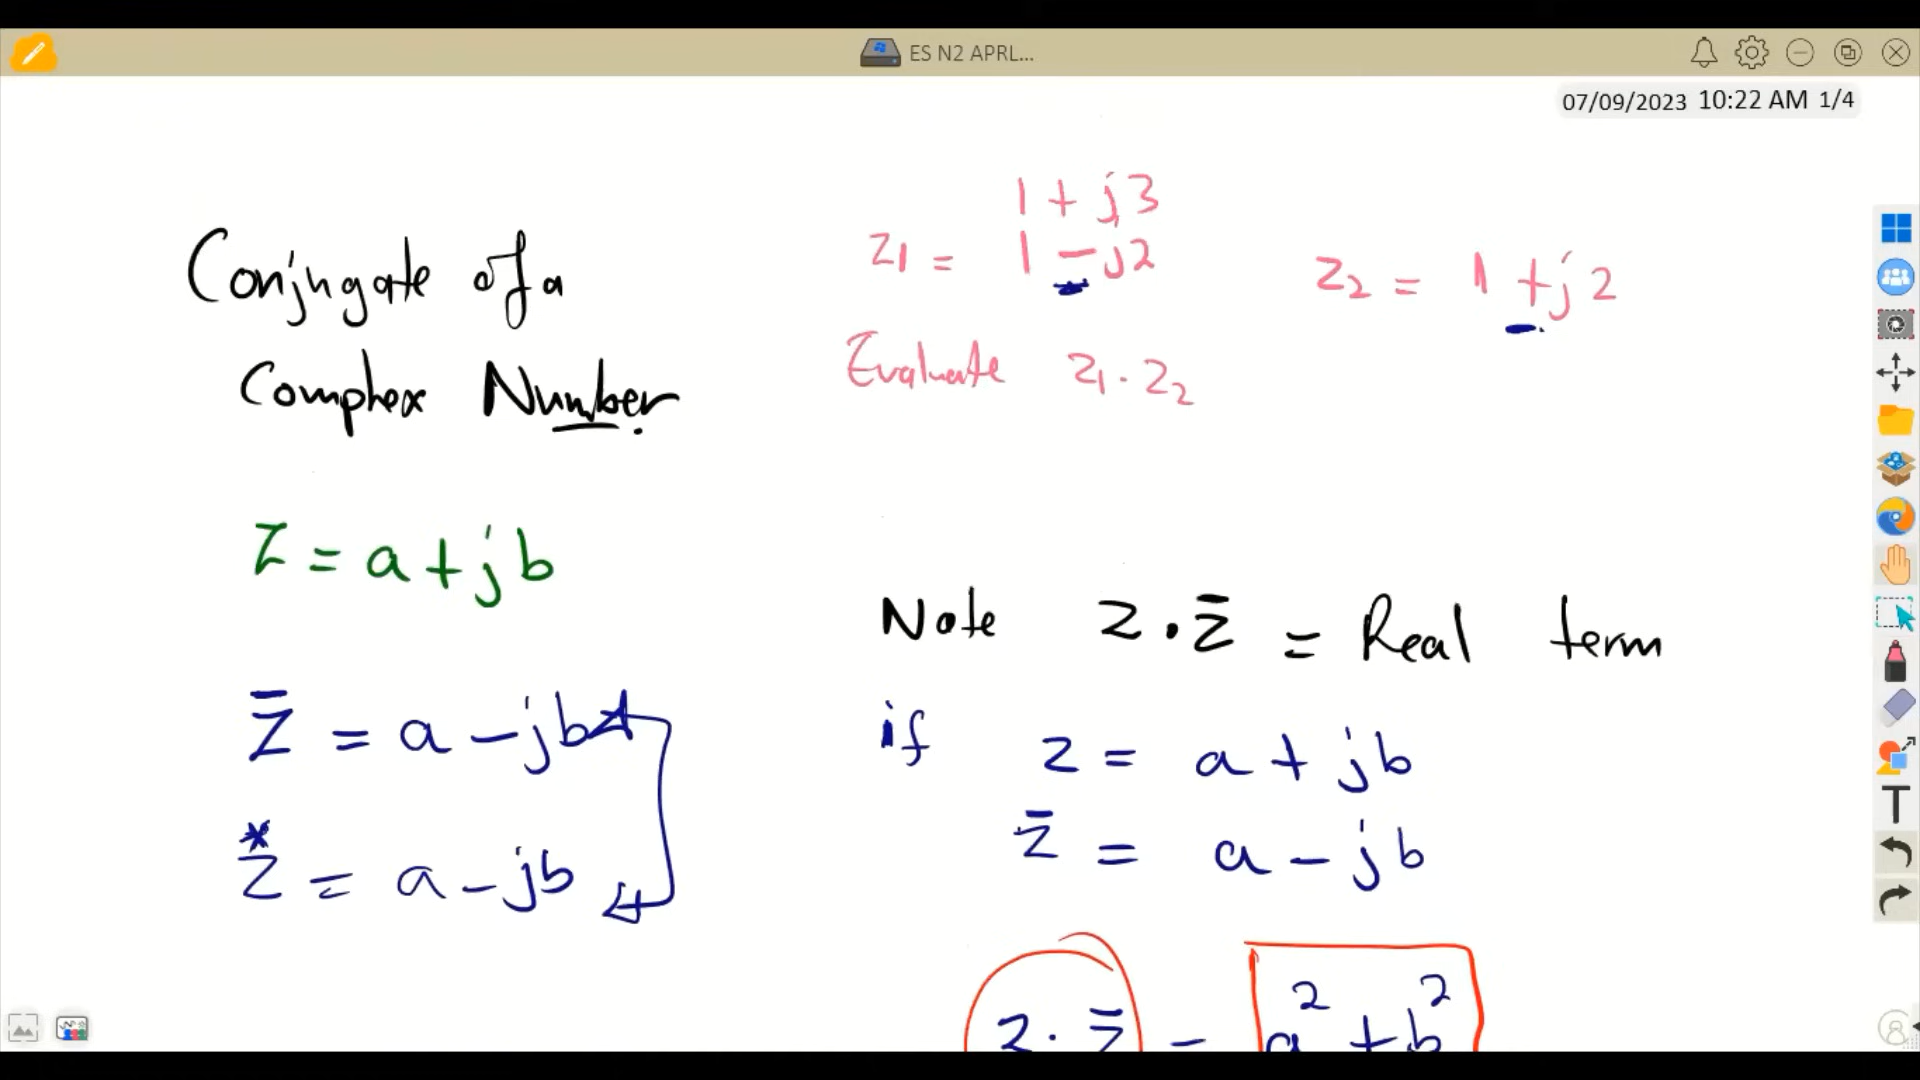 ES N2 APRL...
07/09/2023 10:22 AM 1/4
Conjugate of a
Complex Number.
z = a + jb
z̄ = a - jb
z* = a - jb
1 + j3
z₁ = 1 - j2
z₂ = 1 + j2
Evaluate z₁ . z₂
Note z . z̄ = Real term
if z = a + jb
z̄ = a - jb
z . z̄ = a² + b²
T